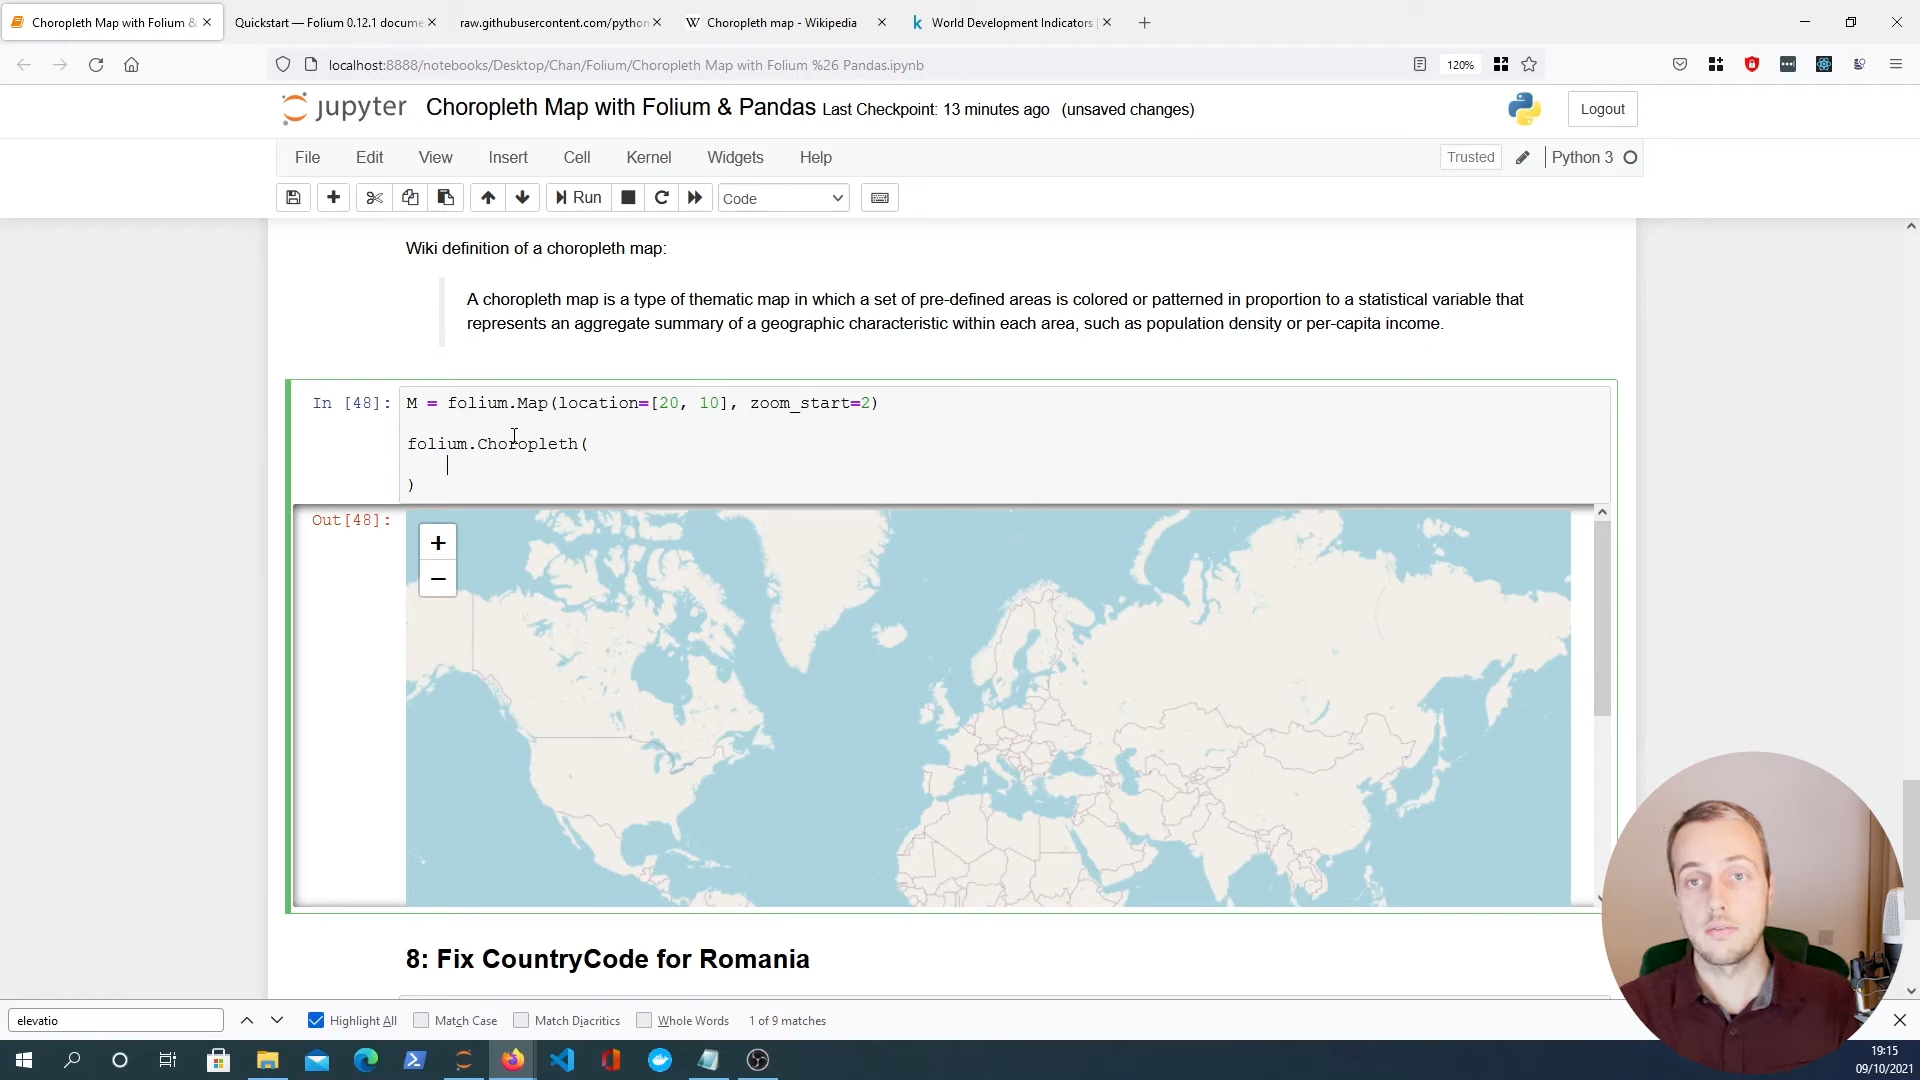 Choropleth Map with Folium &
Quickstart — Folium 0.12.1 docume
raw.githubusercontent.com/python
W Choropleth map - Wikipedia
k World Development Indicators |
localhost:8888/notebooks/Desktop/Chan/Folium/Choropleth Map with Folium %26 Pandas.ipynb
120%
jupyter Choropleth Map with Folium & Pandas Last Checkpoint: 13 minutes ago (unsaved changes)
Logout
File Edit View Insert Cell Kernel Widgets Help
Trusted Python 3
Run Code
Wiki definition of a choropleth map:
A choropleth map is a type of thematic map in which a set of pre-defined areas is colored or patterned in proportion to a statistical variable that
represents an aggregate summary of a geographic characteristic within each area, such as population density or per-capita income.
In [48]: M = folium.Map(location=[20, 10], zoom_start=2)
folium.Choropleth(
)
Out[48]:
+
−
8: Fix CountryCode for Romania
elevatio Highlight All Match Case Match Diacritics Whole Words 1 of 9 matches
19:15
09/10/2021